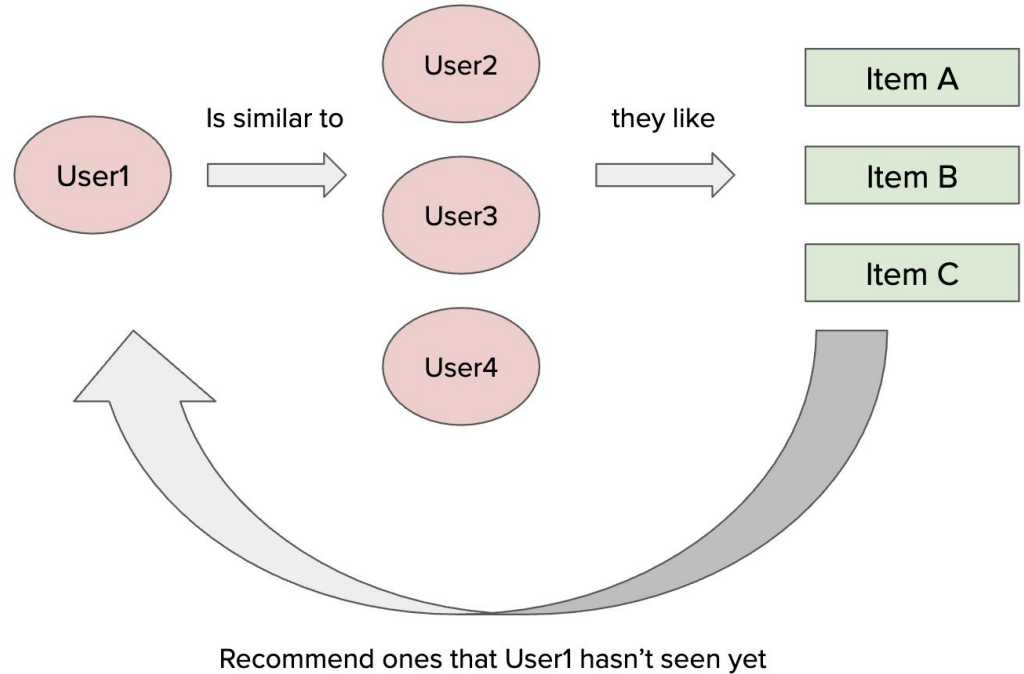 User1
Is similar to
User2
User3
User4
they like
Item A
Item B
Item C
Recommend ones that User1 hasn't seen yet